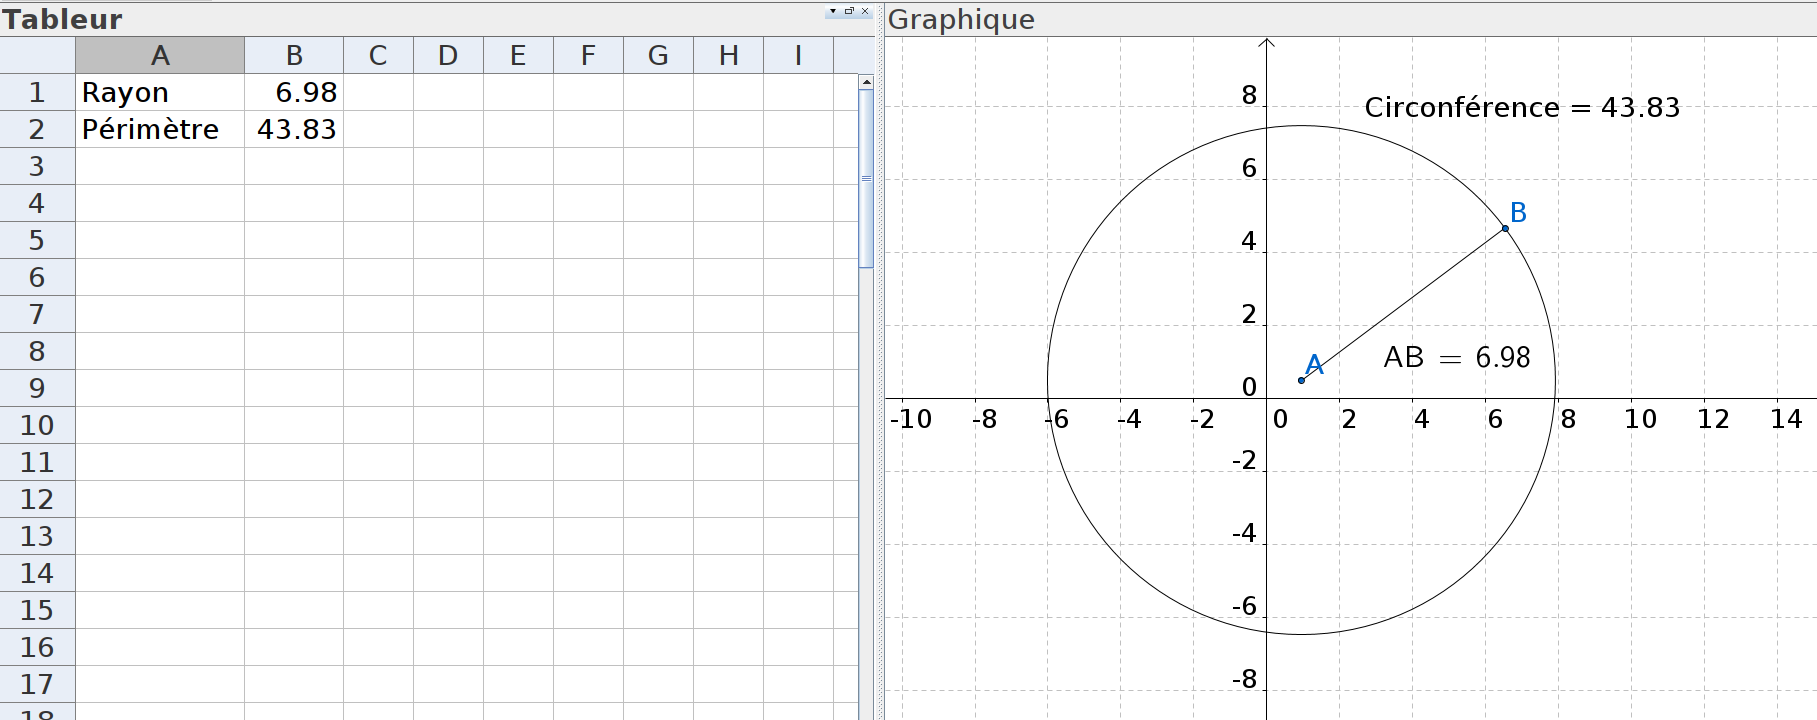 Tableur
A B C D E F G H I
1 Rayon 6.98
2 Périmètre 43.83
3
4
5
6
7
8
9
10
11
12
13
14
15
16
17
18
Graphique
Circonférence = 43.83
8
6
B
4
2
A
AB = 6.98
0
-10 -8 -6 -4 -2 0 2 4 6 8 10 12 14
-2
-4
-6
-8